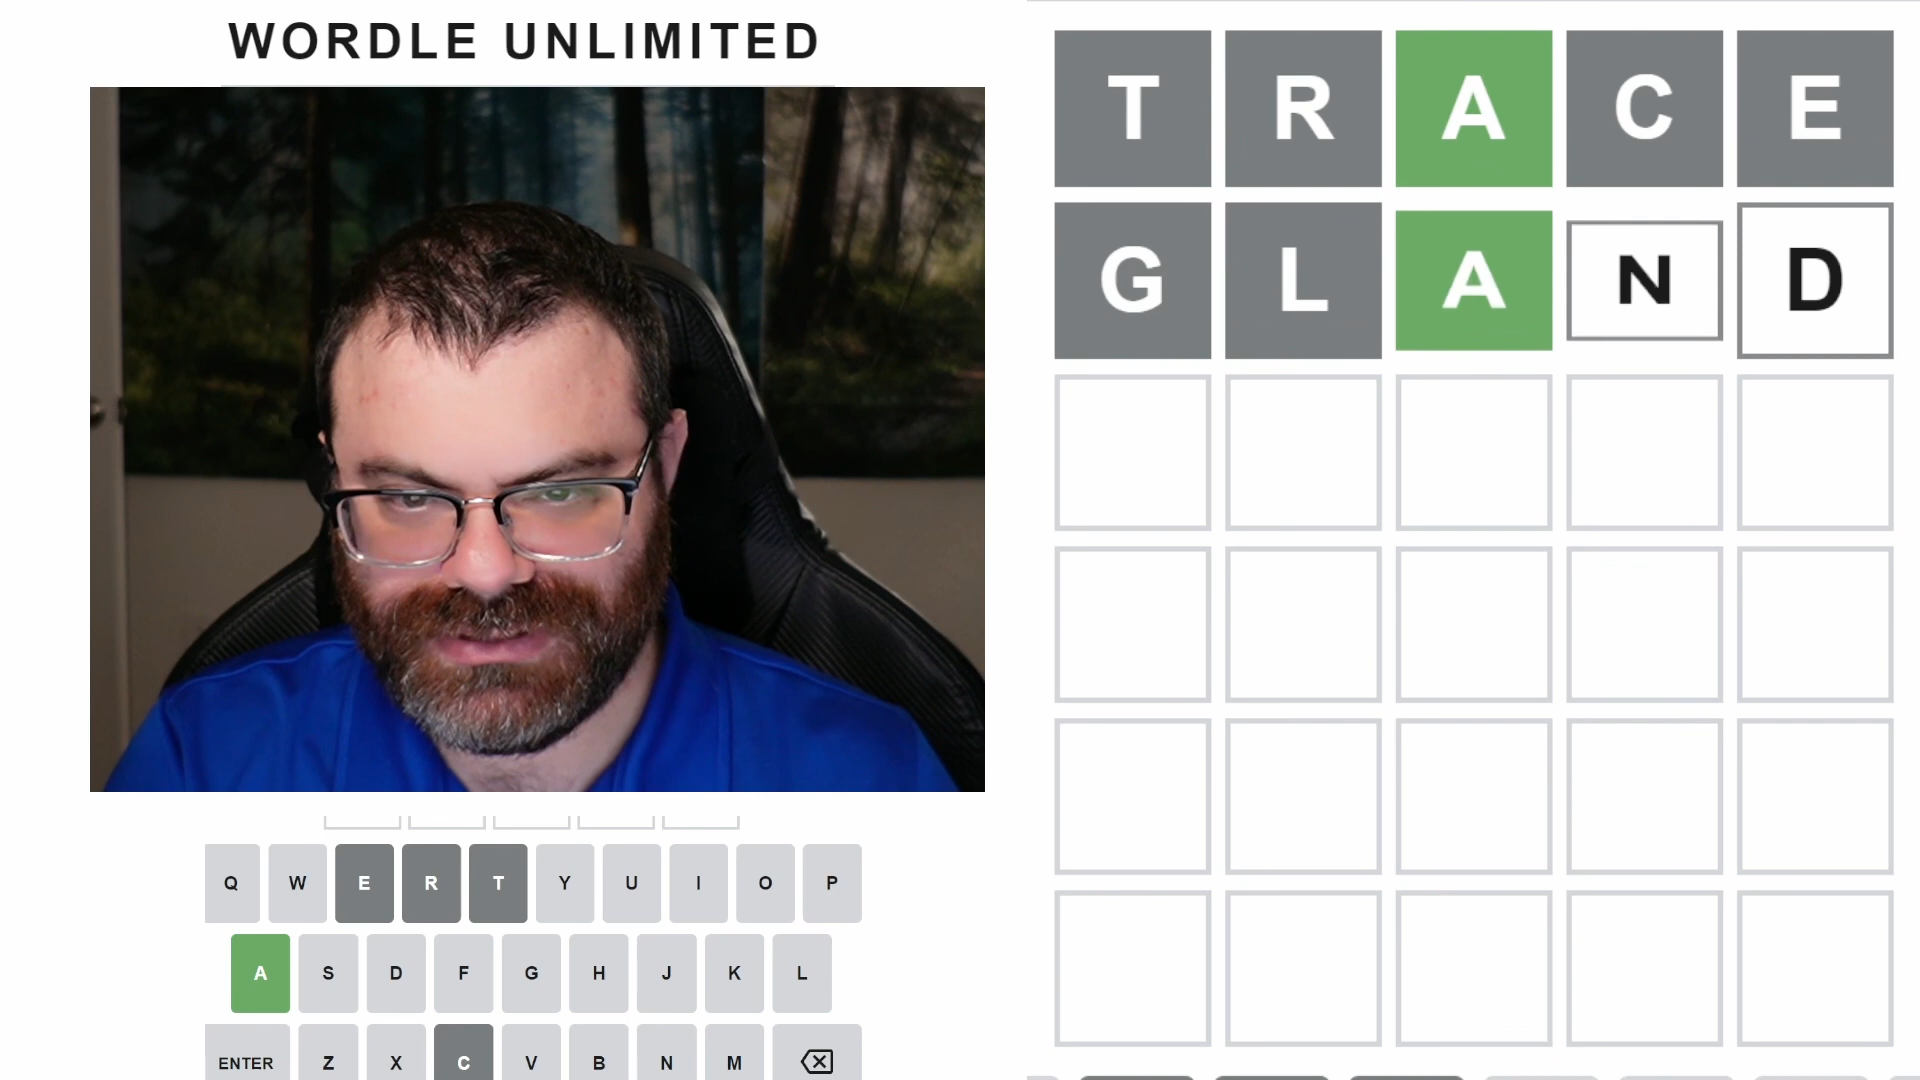 WORDLE UNLIMITED
T R A C E
G L A N D
Q W E R T Y U I O P
A S D F G H J K L
ENTER Z X C V B N M